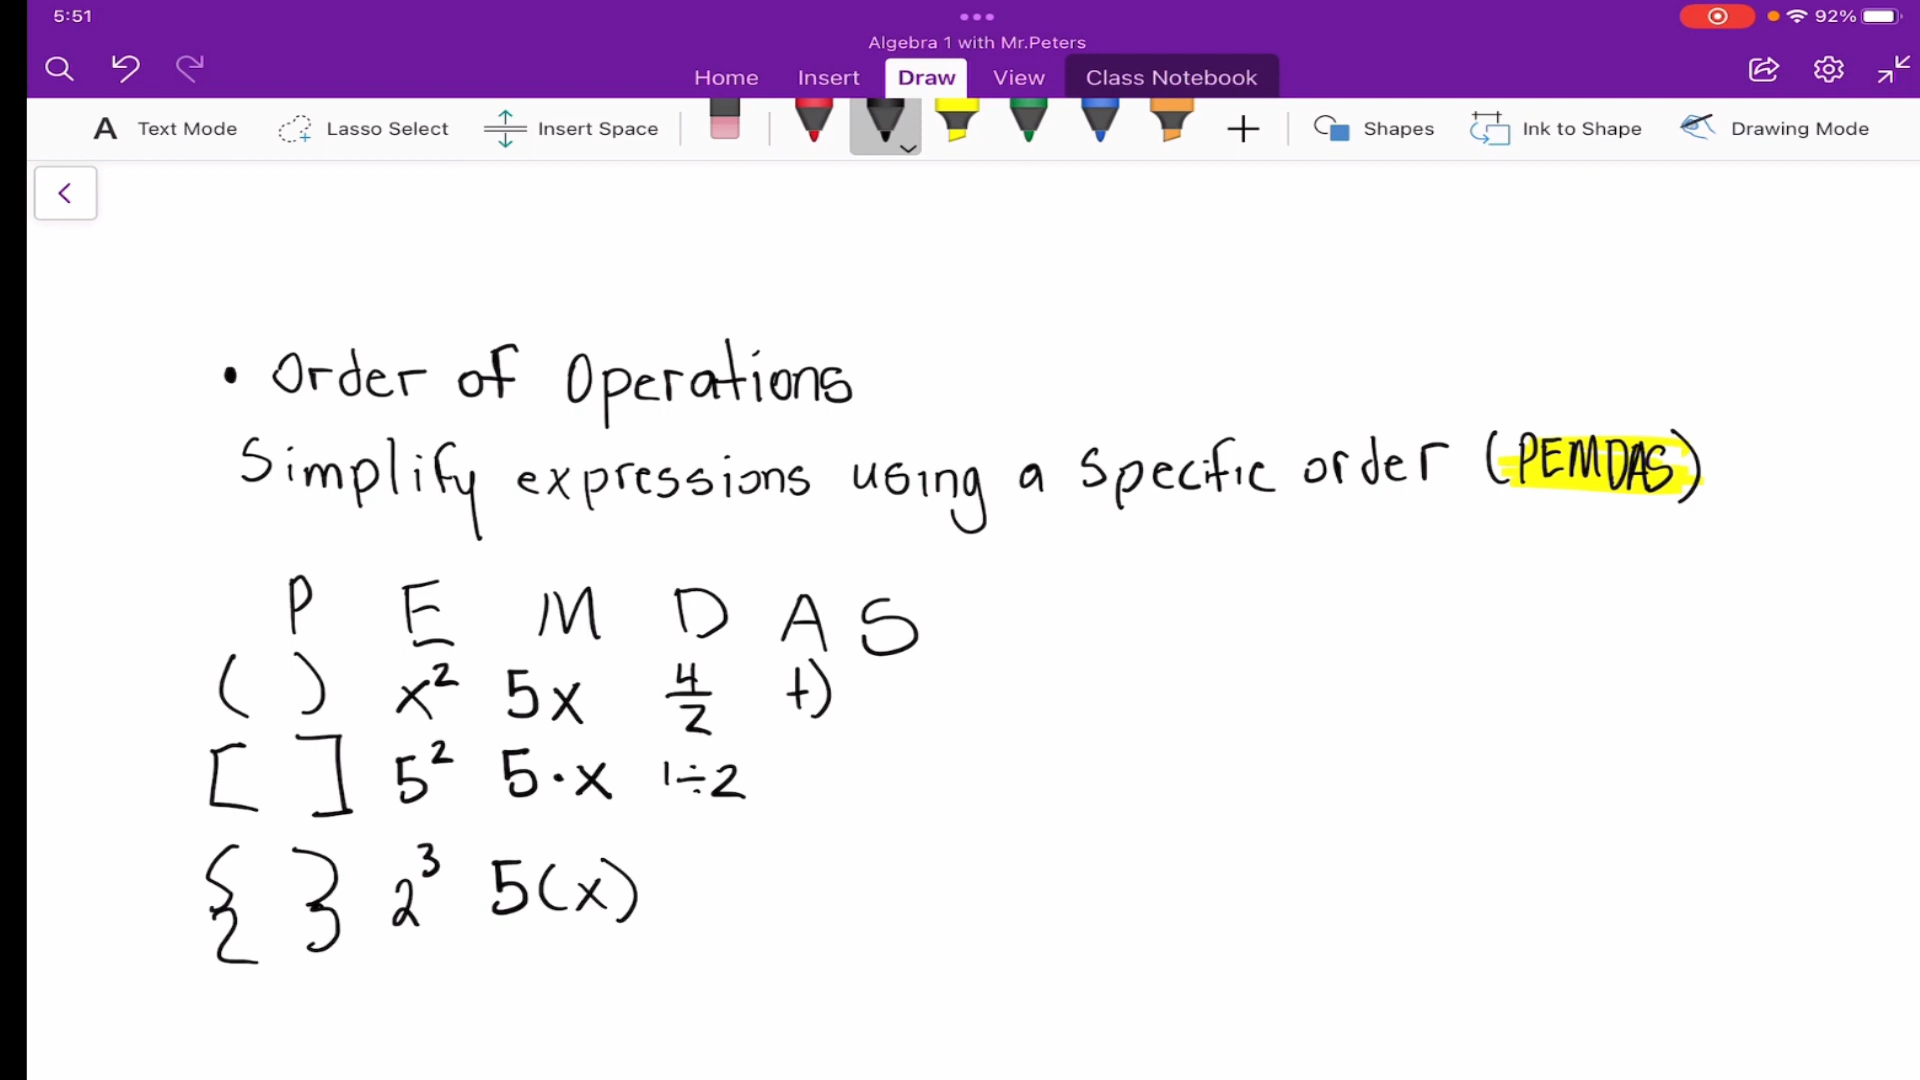 5:51
92%
Algebra 1 with Mr.Peters
Home Insert Draw View Class Notebook
A Text Mode Lasso Select Insert Space Shapes Ink to Shape Drawing Mode
• Order of Operations
Simplify expressions using a specific order (PEMDAS)
P E M D A S
( ) x² 5x 4/2 +)
[ ] 5² 5·x 1÷2
{ } 2³ 5(x)